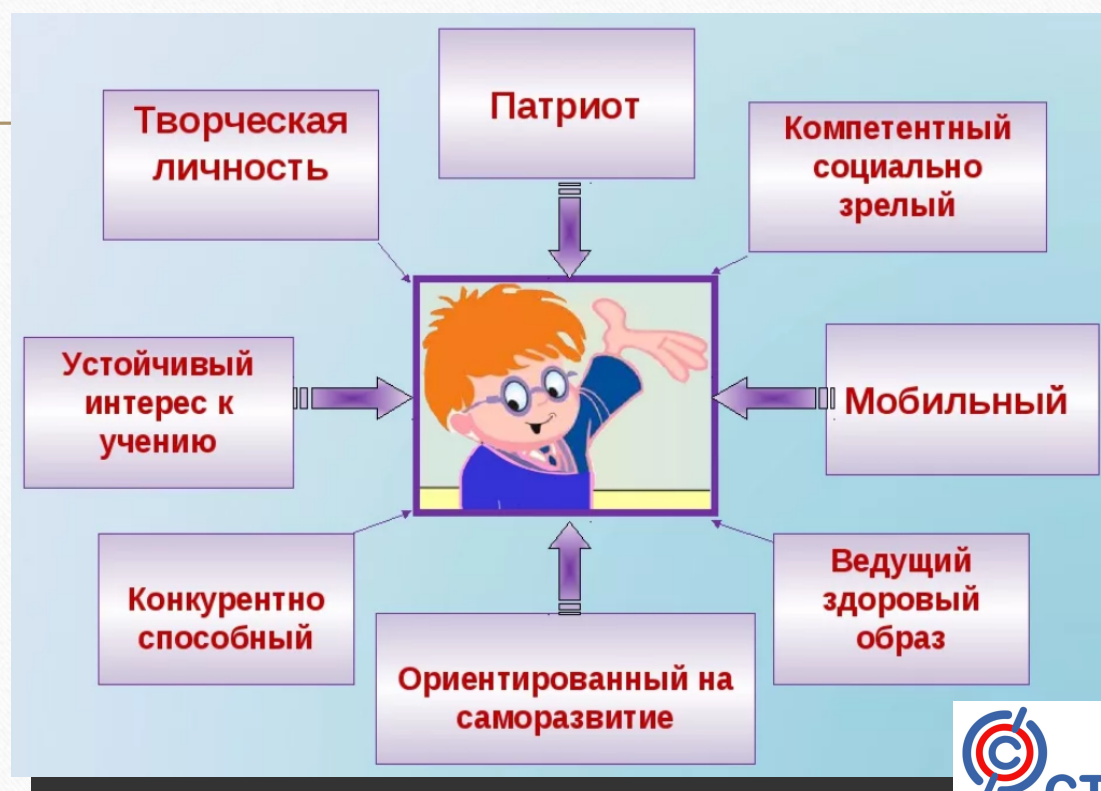 Патриот
Творческая
личность
Компетентный
социально
зрелый
Устойчивый
интерес к
учению
Мобильный
Конкурентно
способный
Ориентированный на
саморазвитие
Ведущий
здоровый
образ